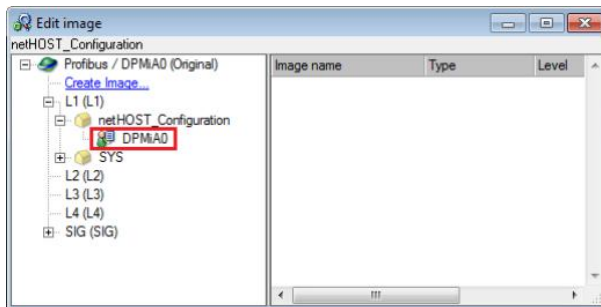 Edit image
netHOST_Configuration
Profibus / DPMiA0 (Original)
Image name Type Level
Create Image...
L1 (L1)
netHOST_Configuration
DPMiA0
SYS
L2 (L2)
L3 (L3)
L4 (L4)
SIG (SIG)